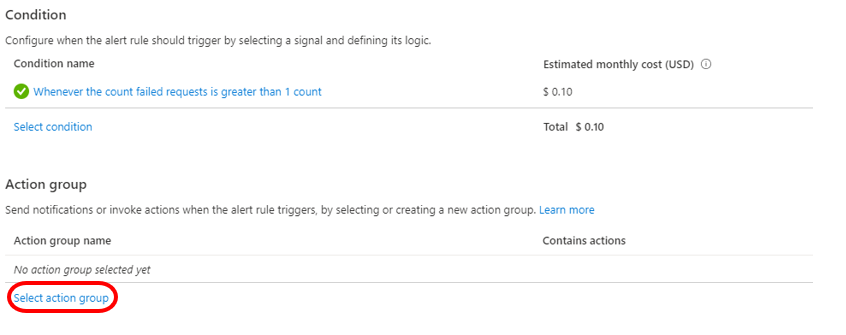 Condition
Configure when the alert rule should trigger by selecting a signal and defining its logic.
Condition name Estimated monthly cost (USD)
Whenever the count failed requests is greater than 1 count $ 0.10
Select condition Total $ 0.10
Action group
Send notifications or invoke actions when the alert rule triggers, by selecting or creating a new action group. Learn more
Action group name Contains actions
No action group selected yet
Select action group